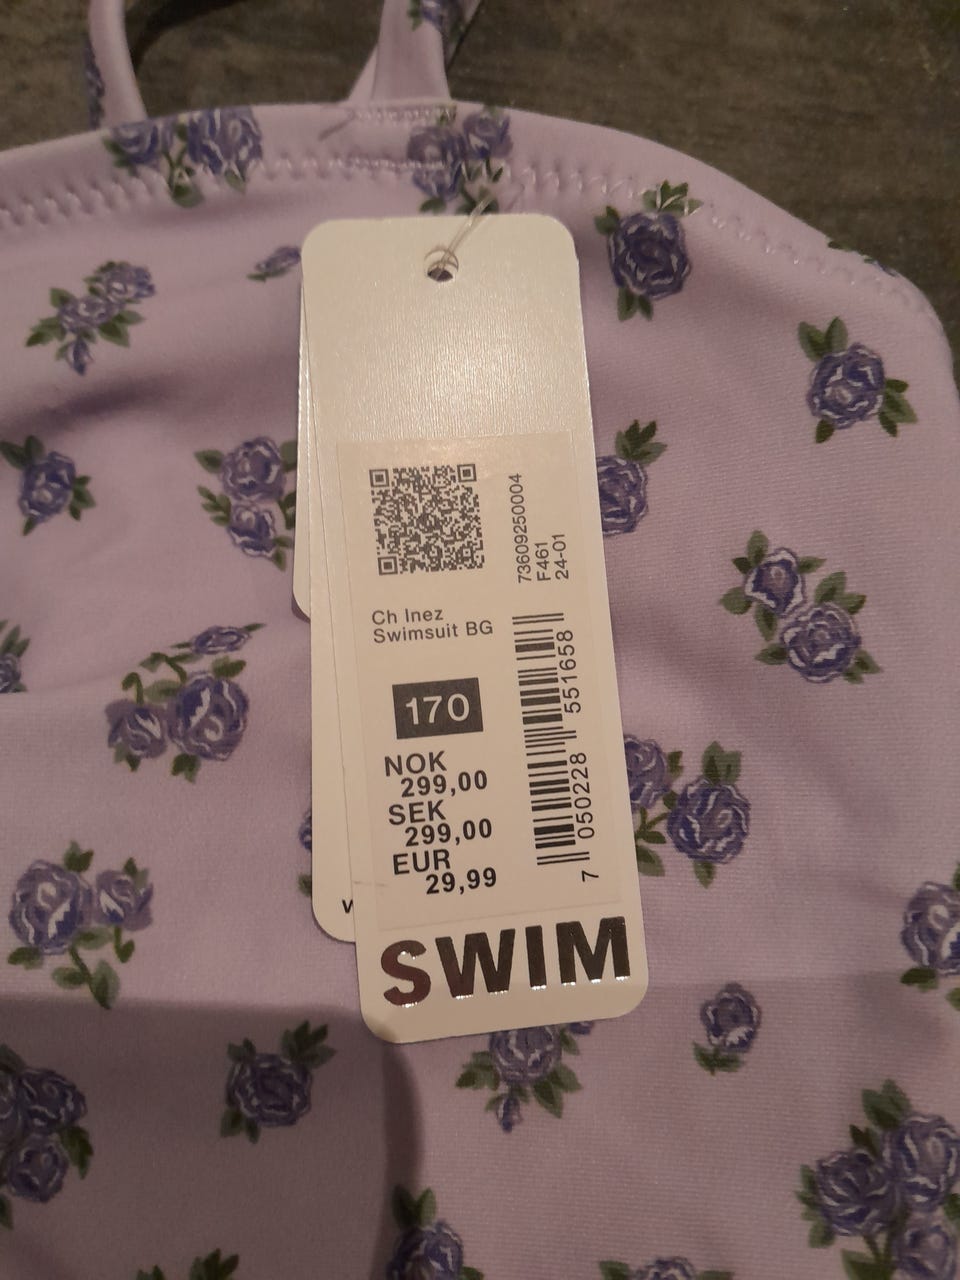 73609250004
F461
24-01
Ch Inez
Swimsuit BG
170
NOK
299,00
SEK
299,00
EUR
29,99
7 050228 551658
SWIM